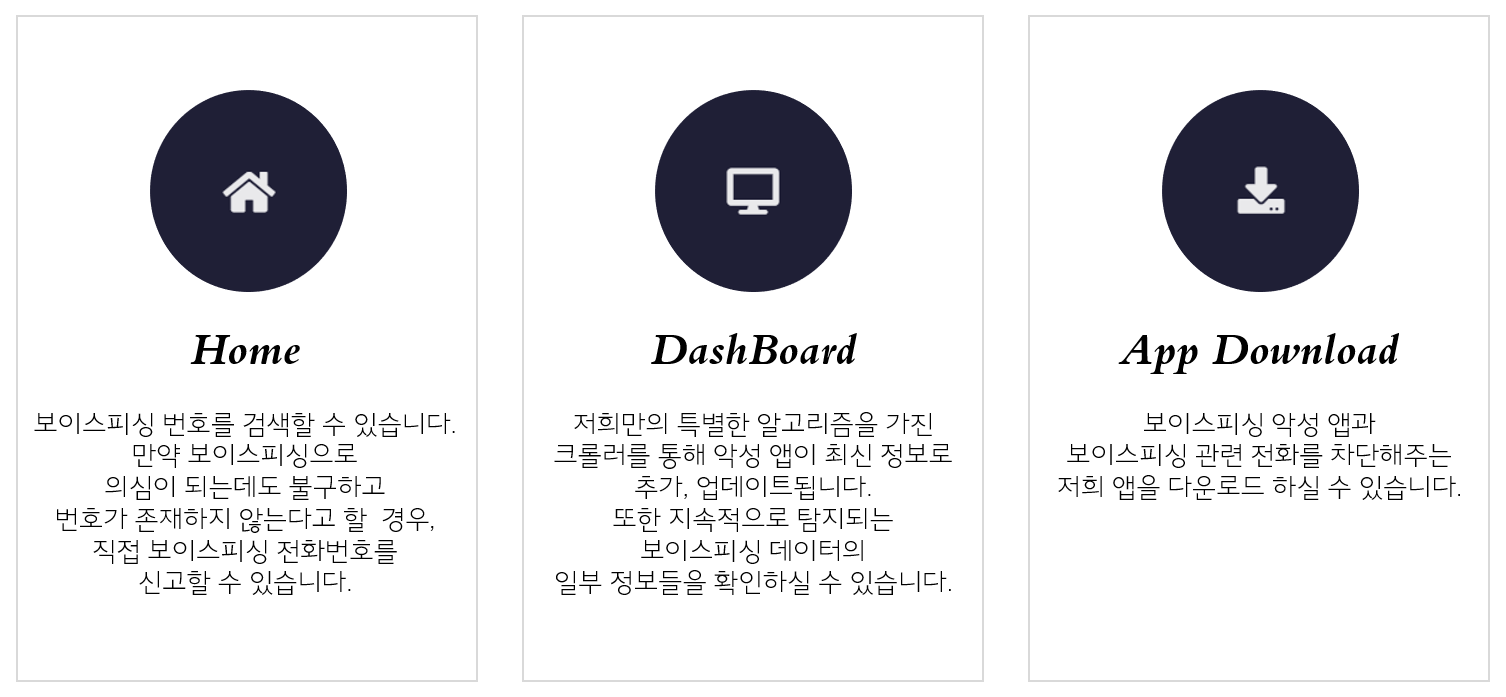 Home
보이스피싱 번호를 검색할 수 있습니다.
만약 보이스피싱으로
의심이 되는데도 불구하고
번호가 존재하지 않는다고 할  경우,
직접 보이스피싱 전화번호를
신고할 수 있습니다.
DashBoard
저희만의 특별한 알고리즘을 가진
크롤러를 통해 악성 앱이 최신 정보로
추가, 업데이트됩니다.
또한 지속적으로 탐지되는
보이스피싱 데이터의
일부 정보들을 확인하실 수 있습니다.
App Download
보이스피싱 악성 앱과
보이스피싱 관련 전화를 차단해주는
저희 앱을 다운로드 하실 수 있습니다.